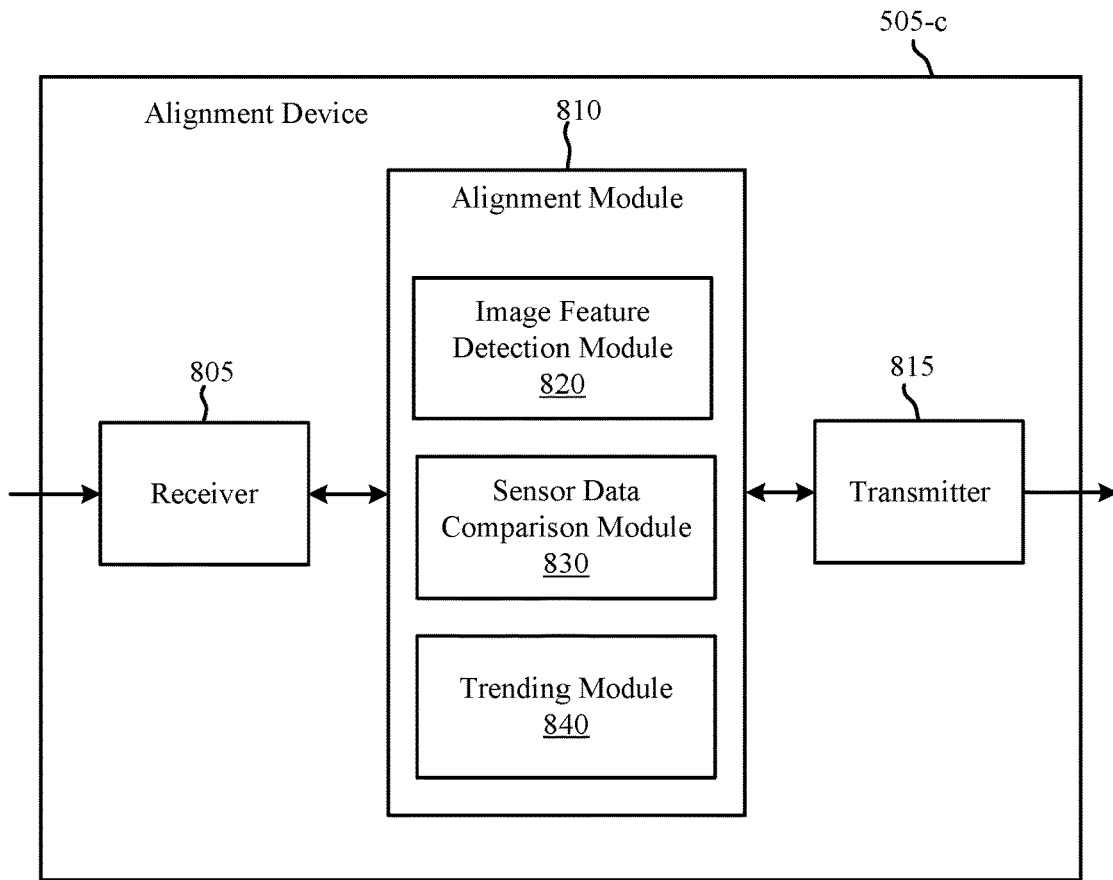 505-c
Alignment Device
810
Alignment Module
Image Feature
Detection Module
820
805
815
Receiver
Sensor Data
Comparison Module
830
Transmitter
Trending Module
840